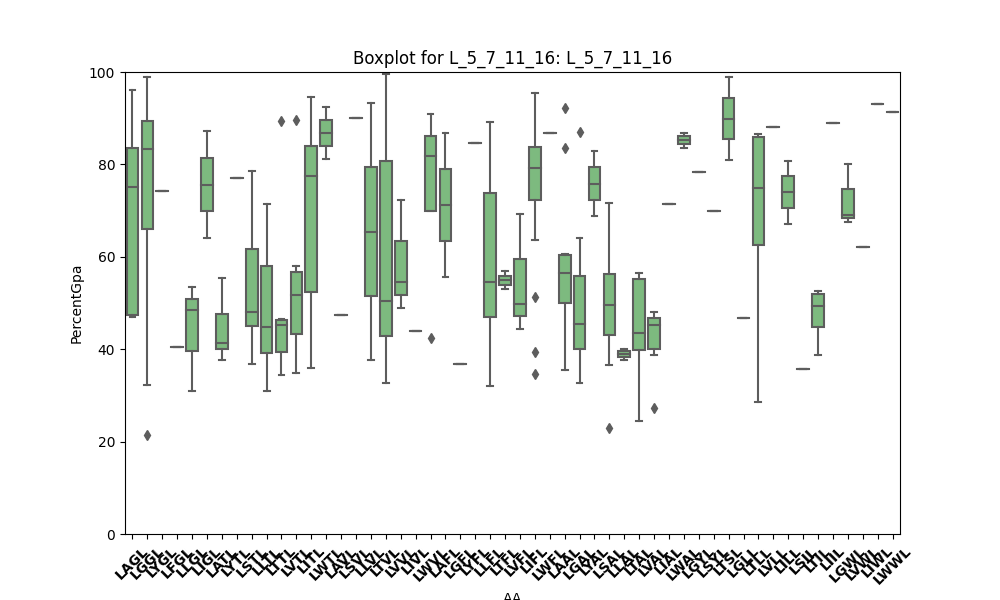 Boxplot for L_5_7_11_16: L_5_7_11_16
100
80
60
40
20
0
PercentGpa
LAGL LGGL LYGL LFGL LLGL LIGL LATL LYTL LSTL LLTL LTTL LVTL LITL LWTL LAVL LSVL LLVL LTVL LVVL LIVL LWVL LAFL LGFL LLFL LTFL LVFL LIFL LWFL LAAL LGAL LYAL LSAL LLAL LTAL LVAL LIAL LWAL LGYL LSYL LTSL LGLL LTLL LVLL LILL LSIL LTIL LIIL LGWL LVWL LIWL LWWL
AA